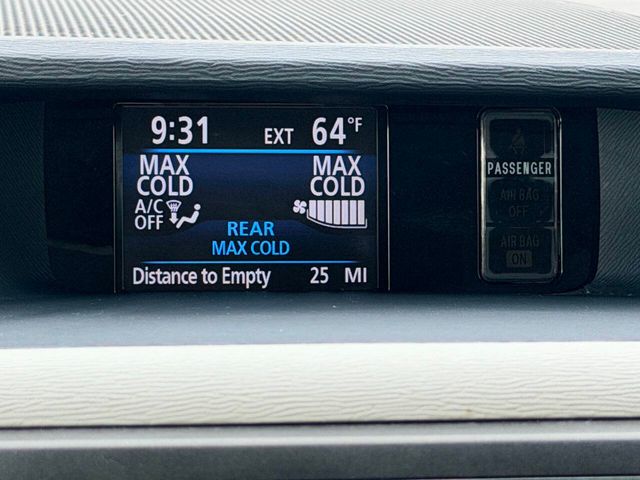 9:31 EXT 64°F
MAX MAX
COLD COLD
A/C
OFF
REAR
MAX COLD
Distance to Empty 25 MI
PASSENGER
AIR BAG
OFF
AIR BAG
ON